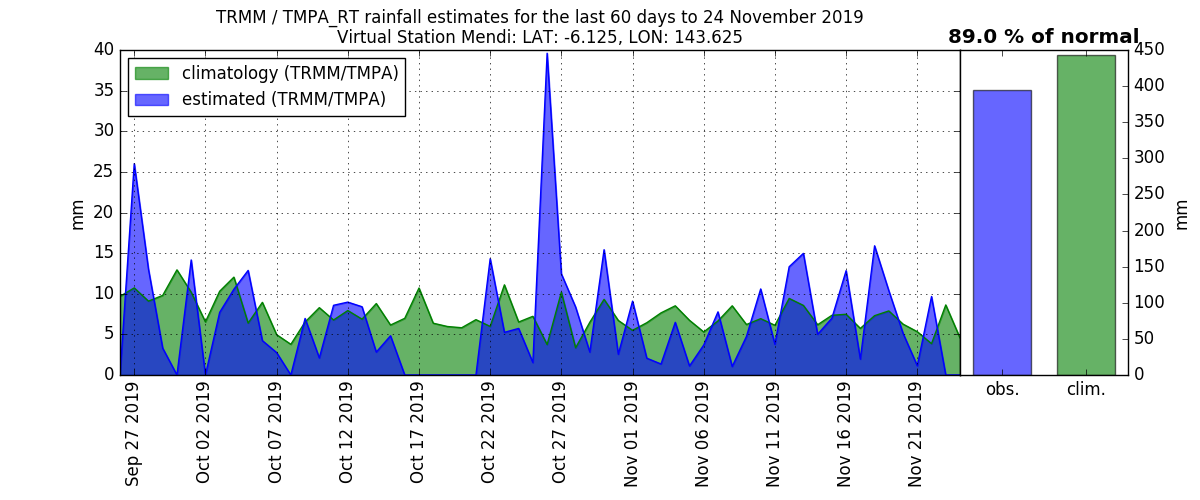 TRMM / TMPA_RT rainfall estimates for the last 60 days to 24 November 2019
Virtual Station Mendi: LAT: -6.125, LON: 143.625
89.0 % of normal
climatology (TRMM/TMPA)
estimated (TRMM/TMPA)
mm
40
35
30
25
20
15
10
5
0
Sep 27 2019
Oct 02 2019
Oct 07 2019
Oct 12 2019
Oct 17 2019
Oct 22 2019
Oct 27 2019
Nov 01 2019
Nov 06 2019
Nov 11 2019
Nov 16 2019
Nov 21 2019
450
400
350
300
250
200
150
100
50
0
mm
obs.
clim.